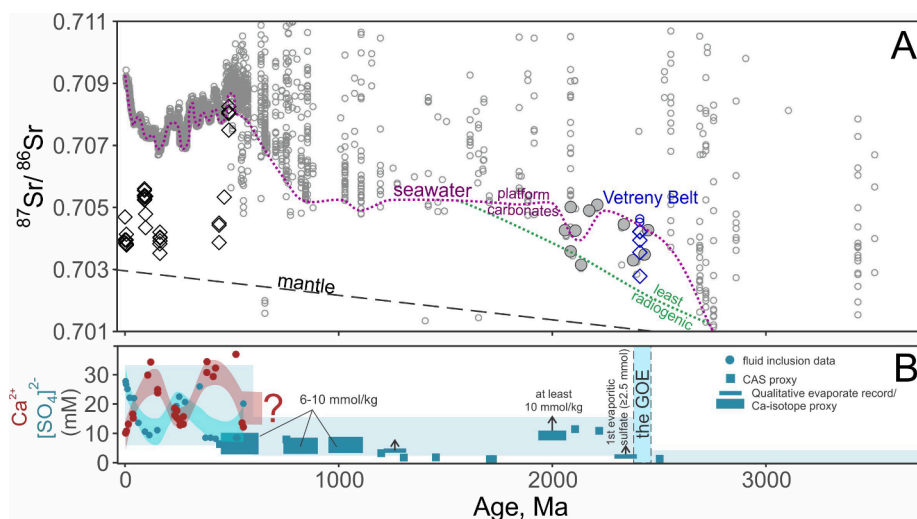 0.7111
A
0.709
0.707
0.705
0.703
0.701
87Sr/ 86Sr
seawater
platform
carbonates
Vetreny Belt
mantle
least
radiogenic
B
30
20
10
0
Ca2+
[SO4]2-
(mM)
?
6-10 mmol/kg
at least
10 mmol/kg
1st evaporitic
sulfate (≥2.5 mmol)
the GOE
fluid inclusion data
CAS proxy
Qualitative evaporate record/
Ca-isotope proxy
0
1000
2000
3000
Age, Ma